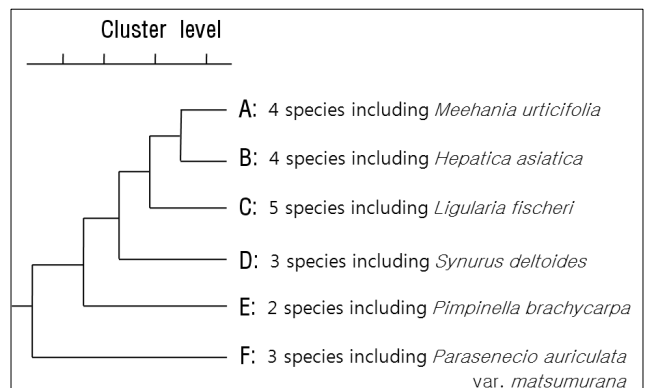 Cluster level
A: 4 species including Meehania urticifolia
B: 4 species including Hepatica asiatica
C: 5 species including Ligularia fischeri
D: 3 species including Synurus deltoides
E: 2 species including Pimpinella brachycarpa
F: 3 species including Parasenecio auriculata
var. matsumurana